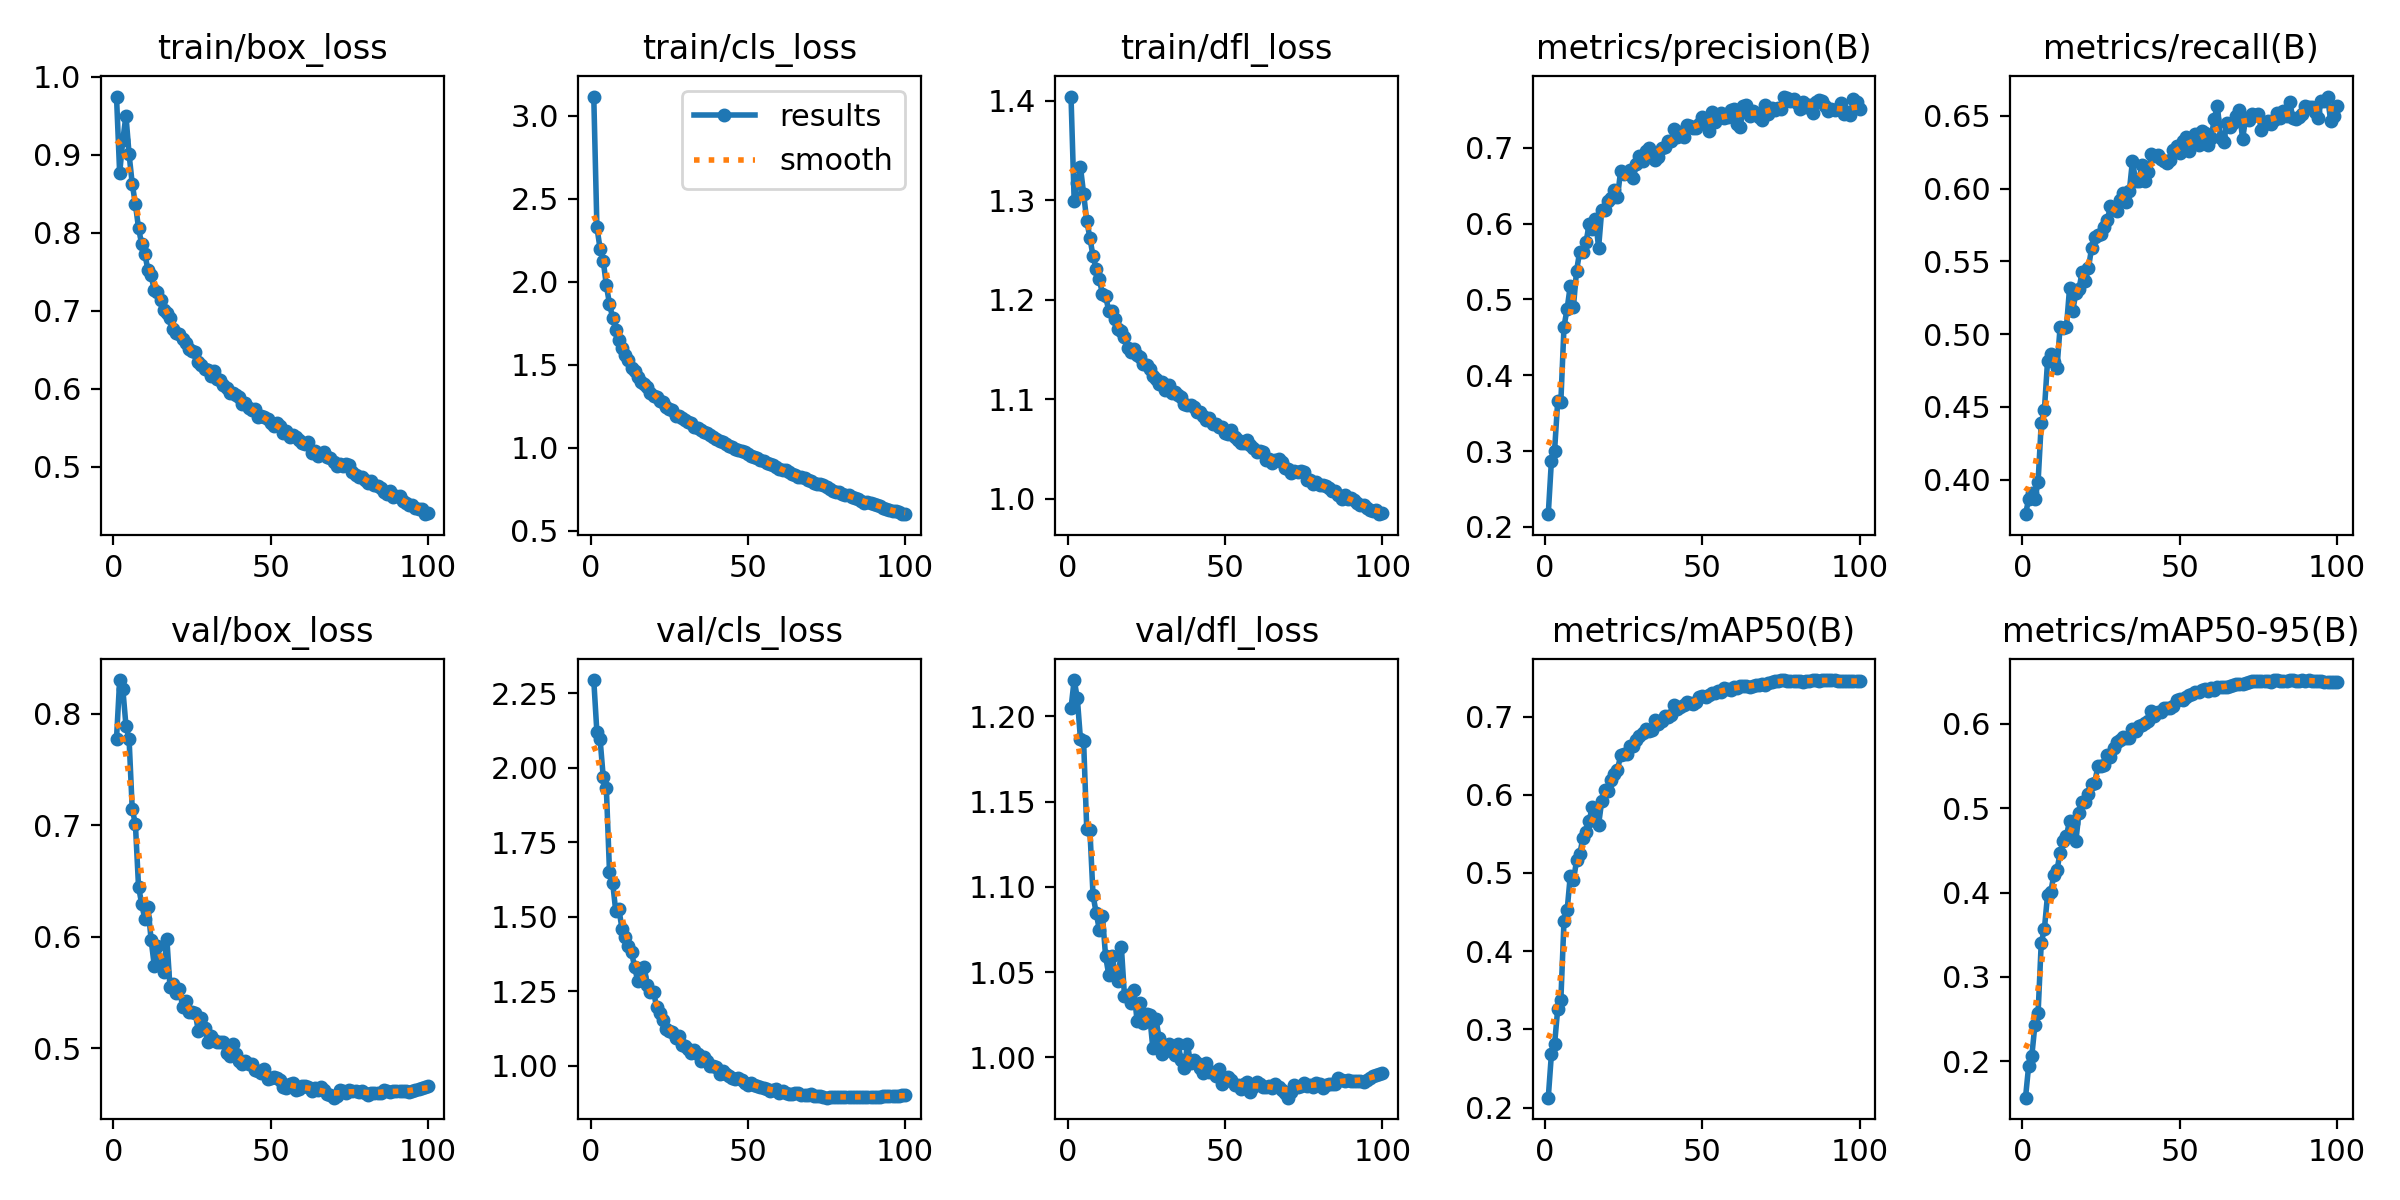 train/box_loss
1.0
0.9
0.8
0.7
0.6
0.5
0 50 100
train/cls_loss
results
smooth
3.0
2.5
2.0
1.5
1.0
0.5
0 50 100
train/dfl_loss
1.4
1.3
1.2
1.1
1.0
0 50 100
metrics/precision(B)
0.7
0.6
0.5
0.4
0.3
0.2
0 50 100
metrics/recall(B)
0.65
0.60
0.55
0.50
0.45
0.40
0 50 100
val/box_loss
0.8
0.7
0.6
0.5
0 50 100
val/cls_loss
2.25
2.00
1.75
1.50
1.25
1.00
0 50 100
val/dfl_loss
1.20
1.15
1.10
1.05
1.00
0 50 100
metrics/mAP50(B)
0.7
0.6
0.5
0.4
0.3
0.2
0 50 100
metrics/mAP50-95(B)
0.6
0.5
0.4
0.3
0.2
0 50 100